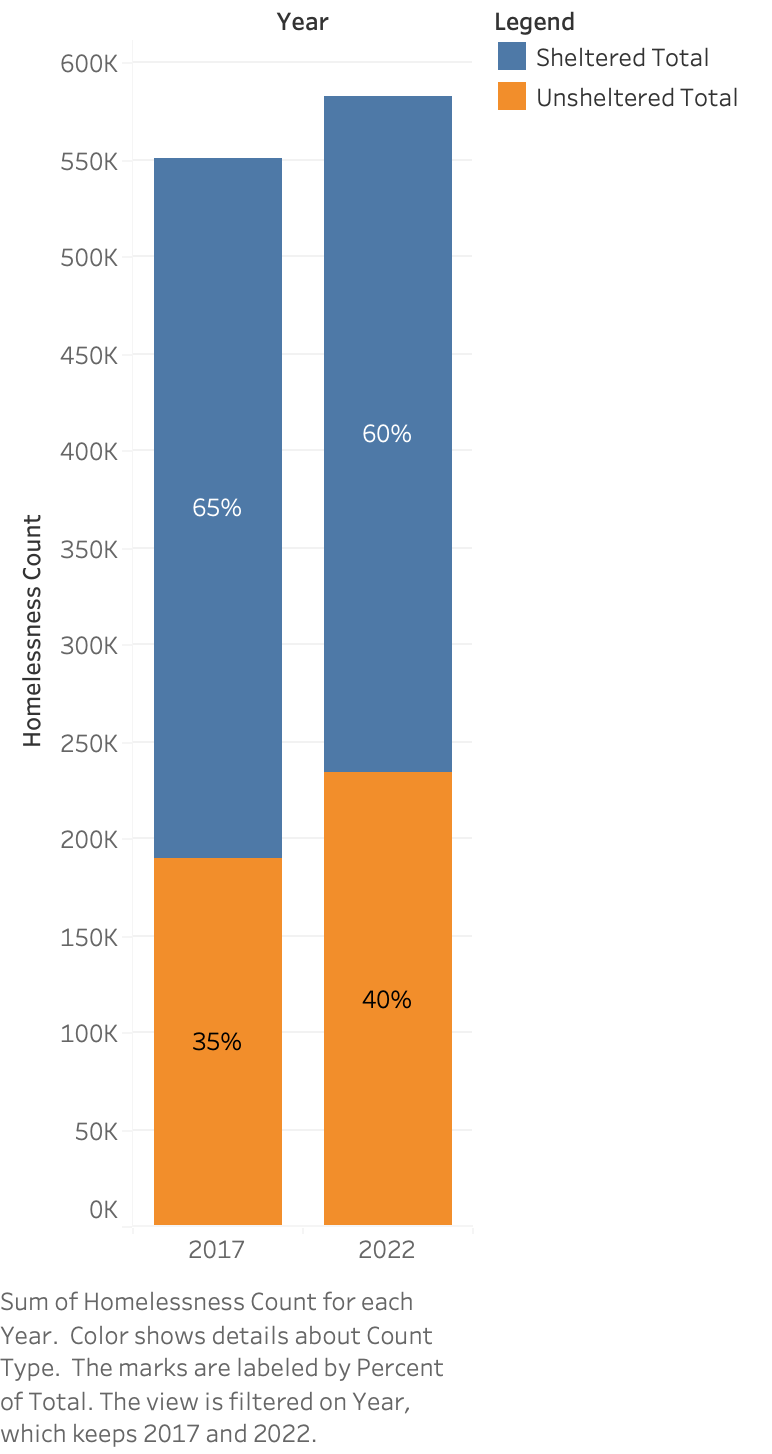 Year
Legend
Sheltered Total
Unsheltered Total
600K
550K
500K
450K
400K
350K
300K
250K
200K
150K
100K
50K
0K
Homelessness Count
65%
60%
35%
40%
2017
2022
Sum of Homelessness Count for each
Year.  Color shows details about Count
Type.  The marks are labeled by Percent
of Total. The view is filtered on Year,
which keeps 2017 and 2022.